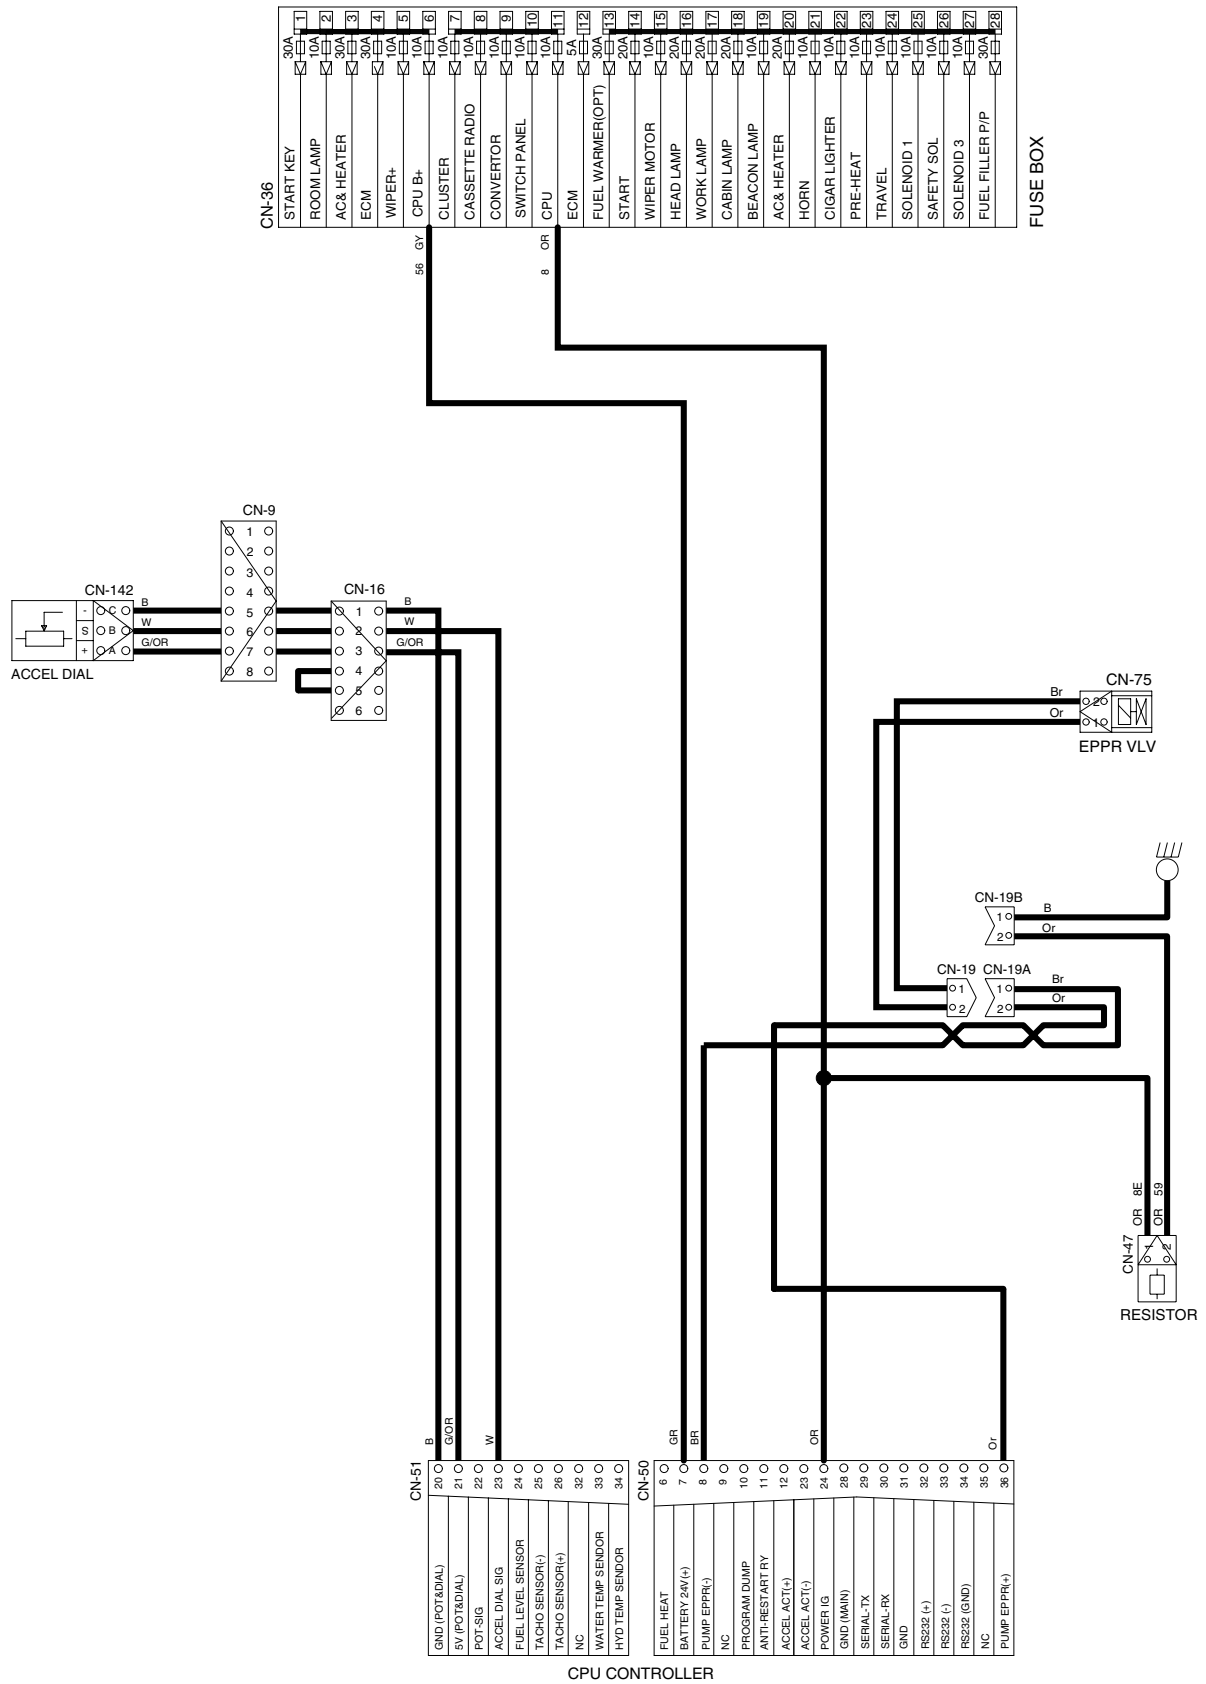 CN-36
FUSE BOX
1
2
3
4
5
6
7
8
9
10
11
12
13
14
15
16
17
18
19
20
21
22
23
24
25
26
27
28
30A
10A
30A
30A
10A
10A
10A
10A
10A
10A
10A
5A
30A
20A
10A
20A
20A
20A
10A
20A
10A
10A
10A
10A
10A
10A
10A
30A
START KEY
ROOM LAMP
AC& HEATER
ECM
WIPER+
CPU B+
CLUSTER
CASSETTE RADIO
CONVERTOR
SWITCH PANEL
CPU
ECM
FUEL WARMER(OPT)
START
WIPER MOTOR
HEAD LAMP
WORK LAMP
CABIN LAMP
BEACON LAMP
AC& HEATER
HORN
CIGAR LIGHTER
PRE-HEAT
TRAVEL
SOLENOID 1
SAFETY SOL
SOLENOID 3
FUEL FILLER P/P
56 GY
8 OR
CN-9
1
2
3
4
5
6
7
8
CN-142
- C B
S B W
+ A G/OR
ACCEL DIAL
CN-16
1 B
2 W
3 G/OR
4
5
6
CN-75
Br 2
Or 1
EPPR VLV
CN-19B
1 B
2 Or
CN-19 CN-19A
1 1 Br
2 2 Or
OR 8E
OR 59
CN-47
1
2
RESISTOR
B
G/OR
W
CN-51
20
21
22
23
24
25
26
32
33
34
GND (POT&DIAL)
5V (POT&DIAL)
POT-SIG
ACCEL DIAL SIG
FUEL LEVEL SENSOR
TACHO SENSOR(-)
TACHO SENSOR(+)
NC
WATER TEMP SENDOR
HYD TEMP SENDOR
GR
BR
OR
Or
CN-50
6
7
8
9
10
11
12
23
24
28
29
30
31
32
33
34
35
36
FUEL HEAT
BATTERY 24V(+)
PUMP EPPR(-)
NC
PROGRAM DUMP
ANTI-RESTART RY
ACCEL ACT(+)
ACCEL ACT(-)
POWER IG
GND (MAIN)
SERIAL-TX
SERIAL-RX
GND
RS232 (+)
RS232 (-)
RS232 (GND)
NC
PUMP EPPR(+)
CPU CONTROLLER